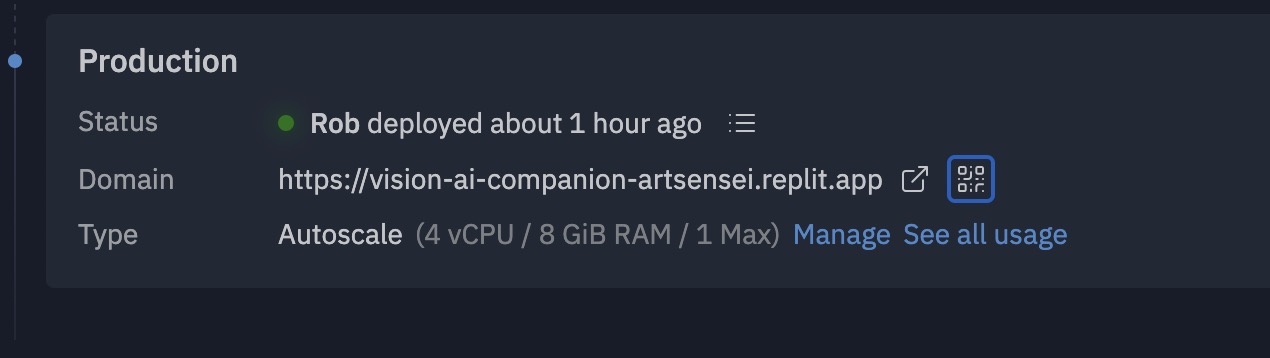 Production
Status Rob deployed about 1 hour ago
Domain https://vision-ai-companion-artsensei.replit.app
Type Autoscale (4 vCPU / 8 GiB RAM / 1 Max) Manage See all usage